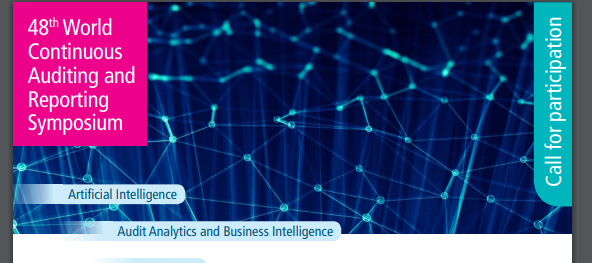 48th World
Continuous
Auditing and
Reporting
Symposium
Call for participation
Artificial Intelligence
Audit Analytics and Business Intelligence